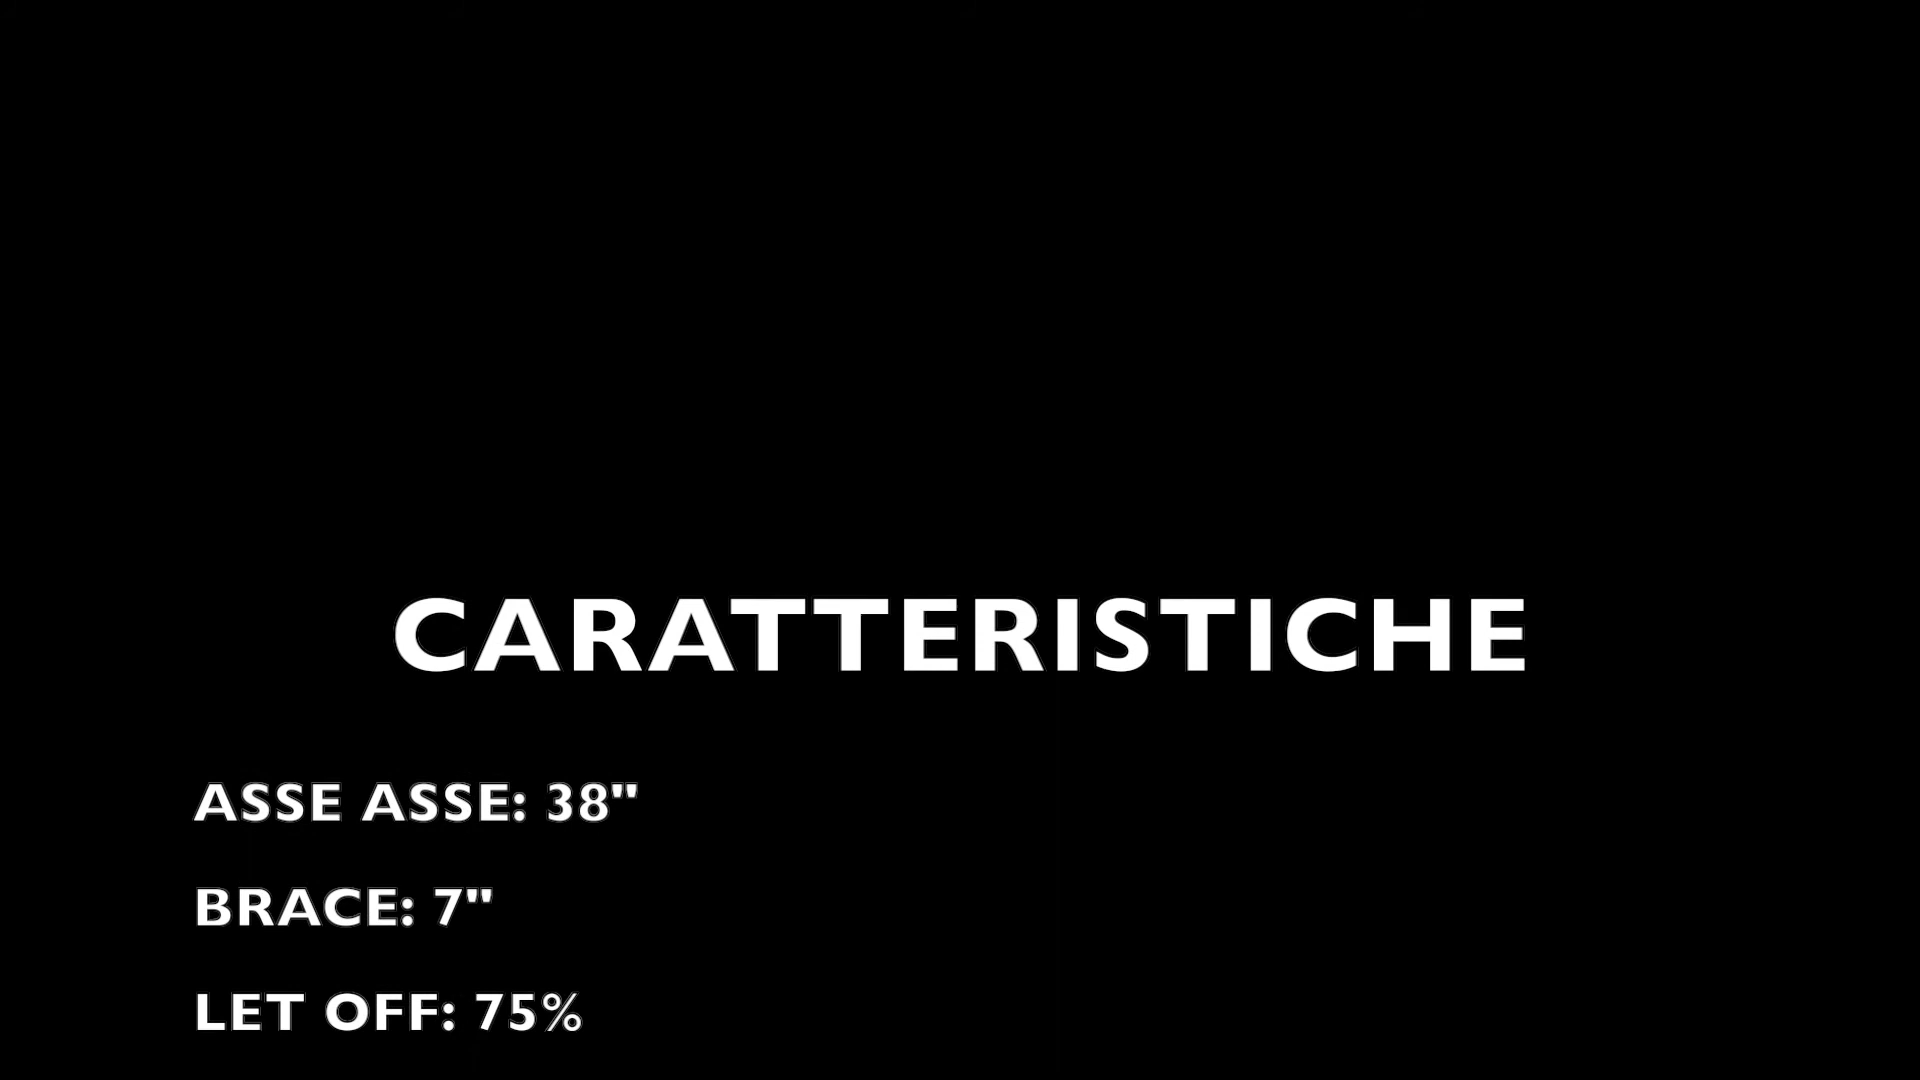 CARATTERISTICHE
ASSE ASSE: 38"
BRACE: 7"
LET OFF: 75%